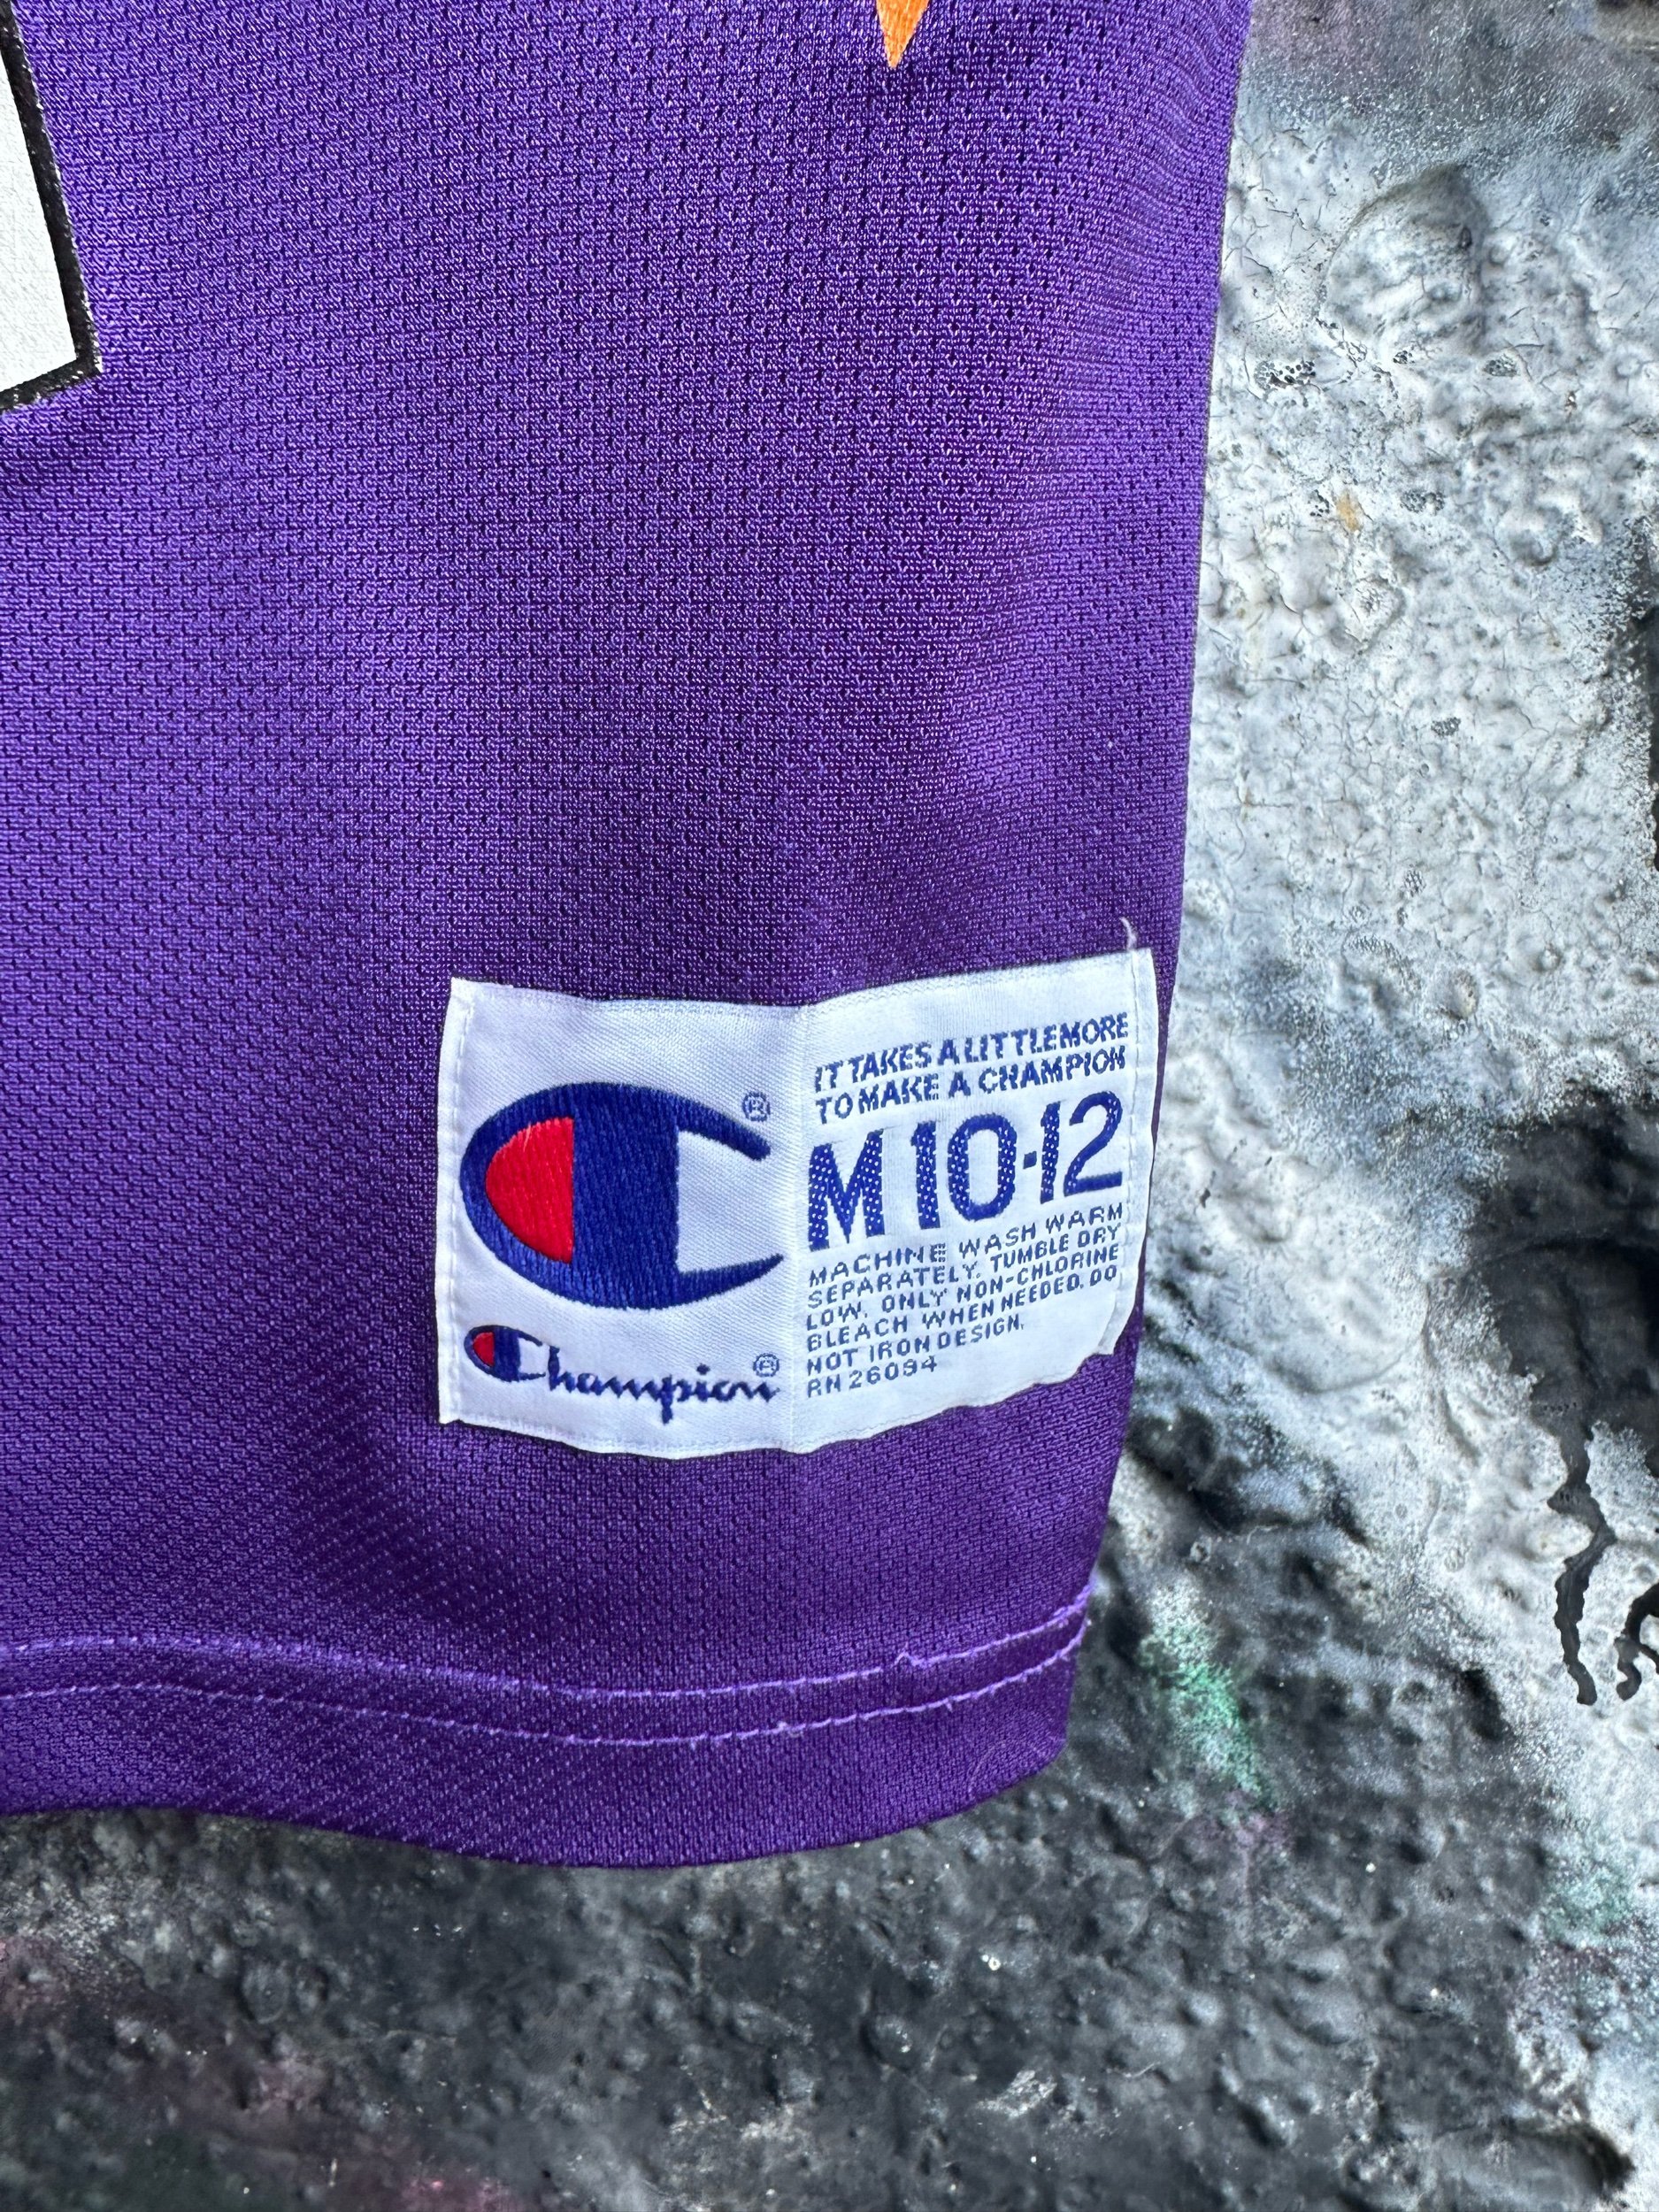 IT TAKES A LITTLE MORE
TO MAKE A CHAMPION
M 10-12
MACHINE WASH WARM
SEPARATELY. TUMBLE DRY
LOW. ONLY NON-CHLORINE
BLEACH WHEN NEEDED. DO
NOT IRON DESIGN.
RN 26094
®
Champion®